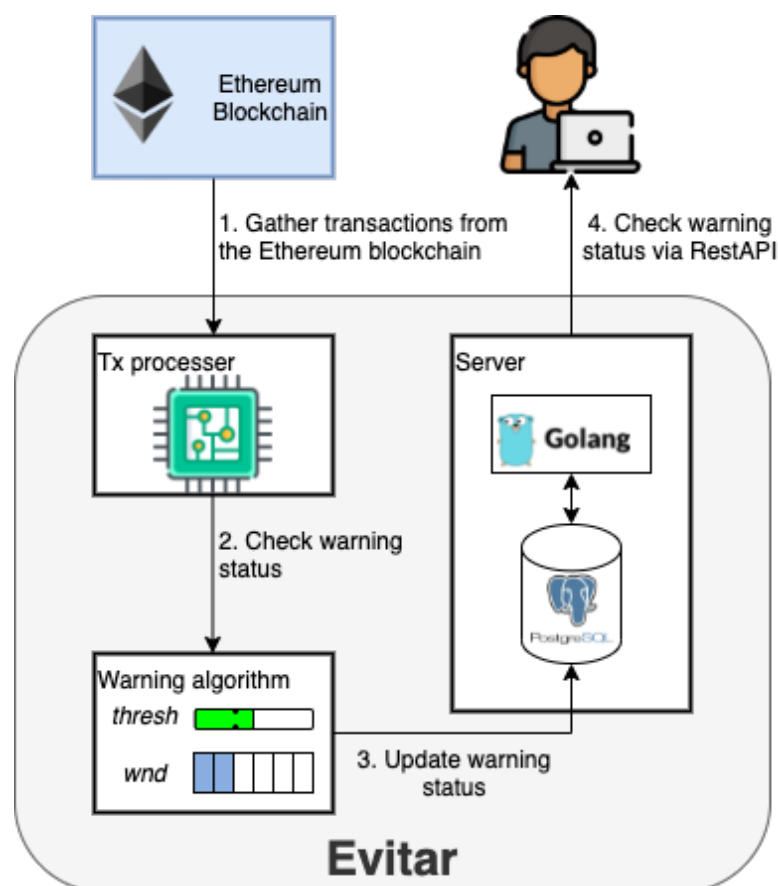 Ethereum
Blockchain
1. Gather transactions from
the Ethereum blockchain
4. Check warning
status via RestAPI
Tx processer
Server
Golang
PostgreSQL
2. Check warning
status
Warning algorithm
thresh
wnd
3. Update warning
status
Evitar